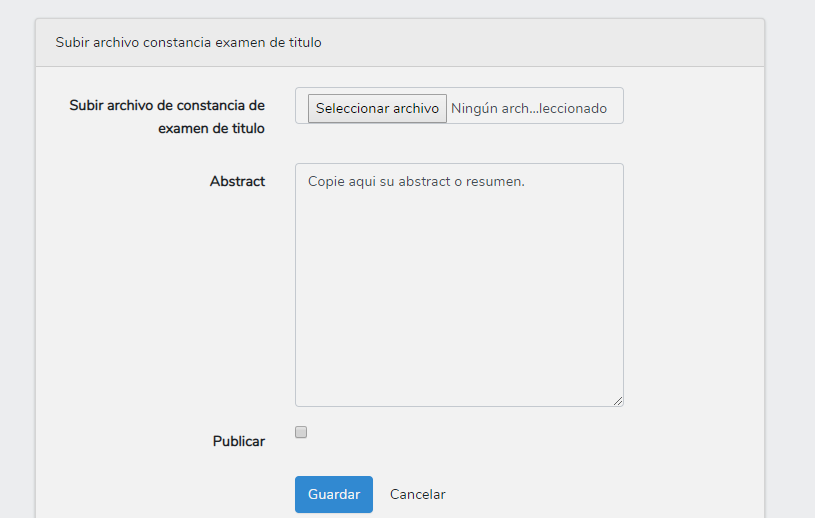 Subir archivo constancia examen de titulo
Subir archivo de constancia de
examen de titulo
Seleccionar archivo Ningún arch...leccionado
Abstract
Copie aqui su abstract o resumen.
Publicar
Guardar Cancelar